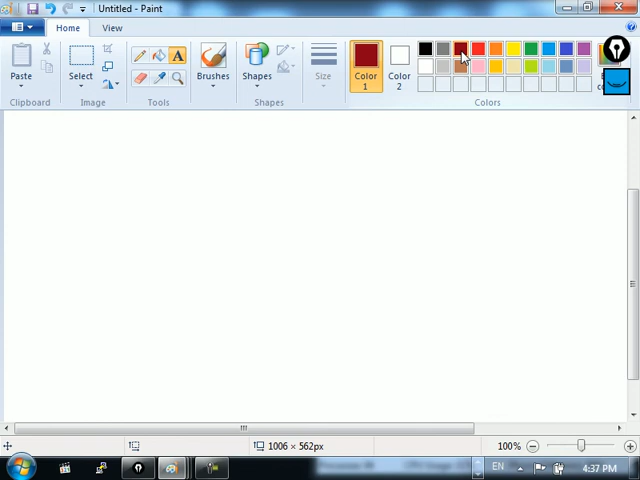 Untitled - Paint
Home View
Paste Select Brushes Shapes Size Color 1 Color 2
Clipboard Image Tools Shapes Colors
1006 × 562px 100%
EN 4:37 PM